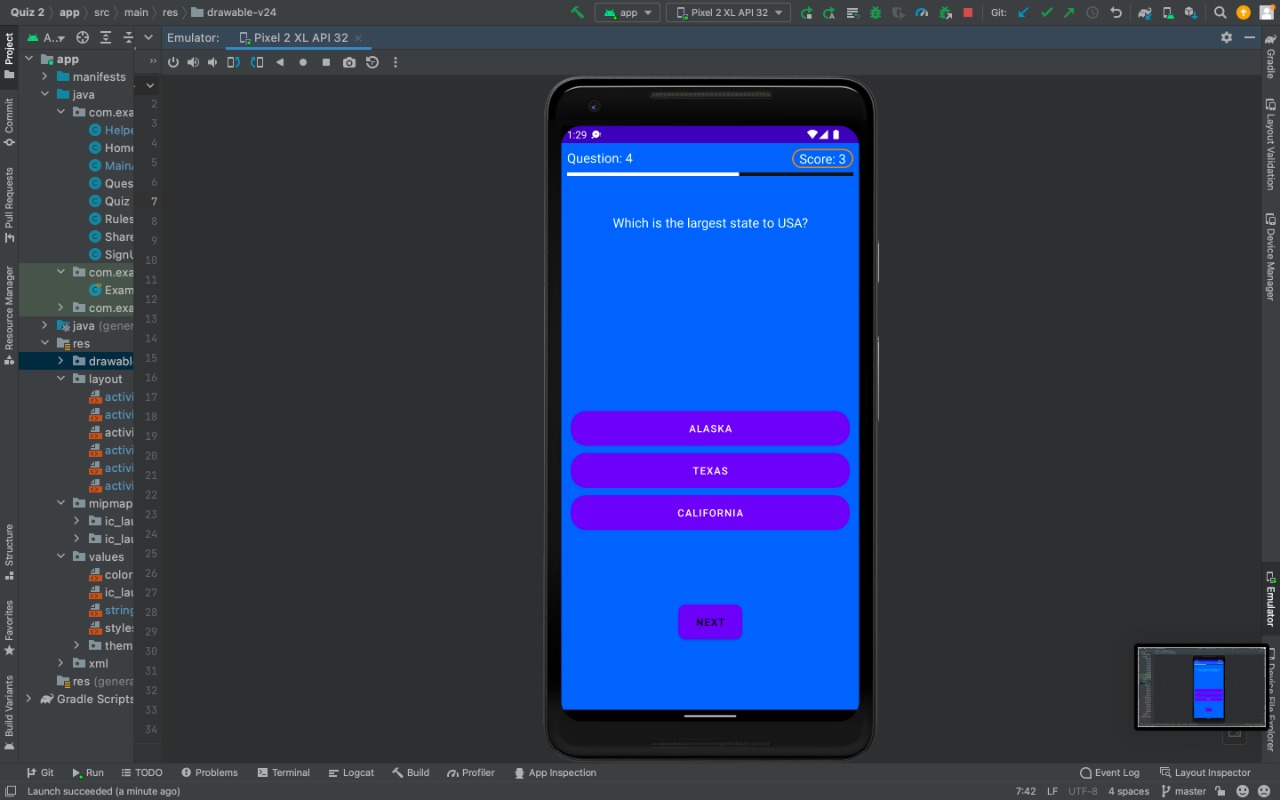 Quiz 2 app src main res drawable-v24
app Pixel 2 XL API 32 Git:
Project
Commit
Pull Requests
Resource Manager
Structure
Favorites
Build Variants
A...
Emulator: Pixel 2 XL API 32
app
manifests
java
com.exa
Helpe
Home
Main
Ques
Quiz
Rules
Share
SignU
com.exa
Exam
com.exa
java (gener
res
drawabl
layout
activi
activi
activi
activi
activi
activi
mipmap
ic_lau
ic_lau
values
color
ic_lau
string
styles
them
xml
res (genera
Gradle Scripts
2
3
4
5
6
7
8
9
10
11
12
13
14
15
16
17
18
19
20
21
22
23
24
25
26
27
28
29
30
31
32
33
34
1:29
Question: 4 Score: 3
Which is the largest state to USA?
ALASKA
TEXAS
CALIFORNIA
NEXT
Gradle
Layout Validation
Device Manager
Emulator
Device File Explorer
Git Run TODO Problems Terminal Logcat Build Profiler App Inspection Event Log Layout Inspector
Launch succeeded (a minute ago) 7:42 LF UTF-8 4 spaces master